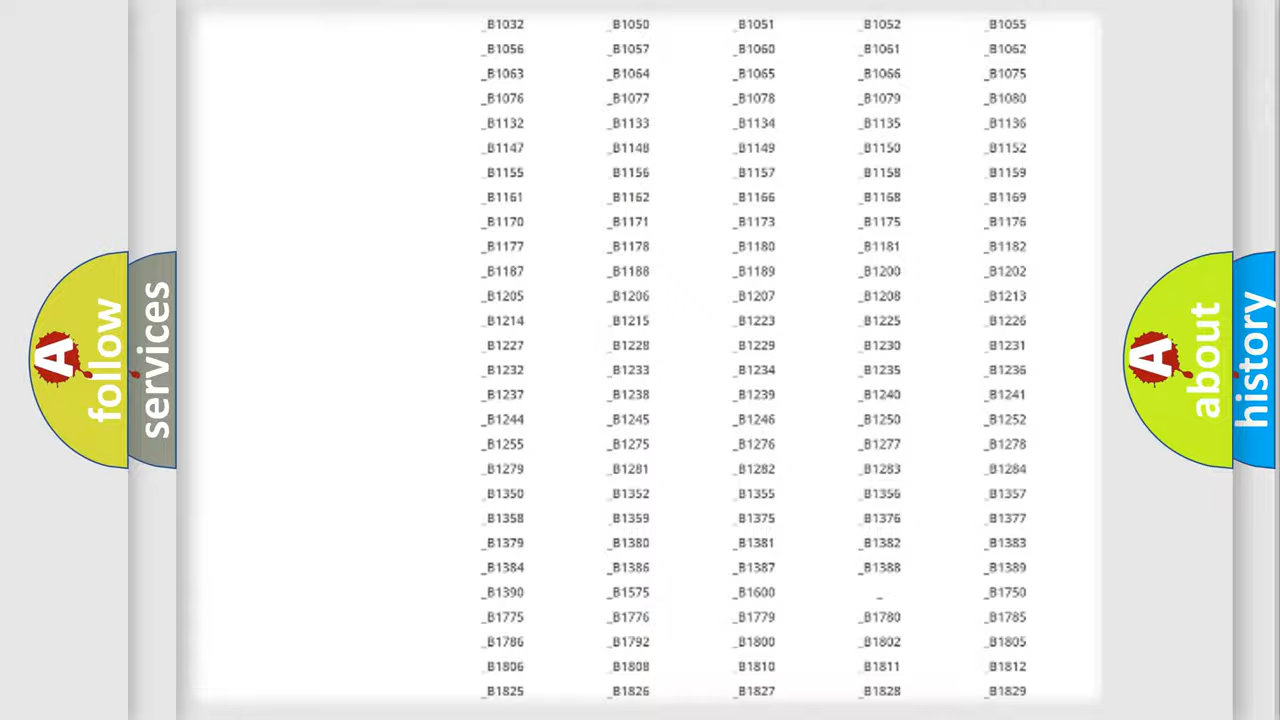 _B1032 _B1050 _B1051 _B1052 _B1055
_B1056 _B1057 _B1060 _B1061 _B1062
_B1063 _B1064 _B1065 _B1066 _B1075
_B1076 _B1077 _B1078 _B1079 _B1080
_B1132 _B1133 _B1134 _B1135 _B1136
_B1147 _B1148 _B1149 _B1150 _B1152
_B1155 _B1156 _B1157 _B1158 _B1159
_B1161 _B1162 _B1166 _B1168 _B1169
_B1170 _B1171 _B1173 _B1175 _B1176
_B1177 _B1178 _B1180 _B1181 _B1182
_B1187 _B1188 _B1189 _B1200 _B1202
_B1205 _B1206 _B1207 _B1208 _B1213
_B1214 _B1215 _B1223 _B1225 _B1226
_B1227 _B1228 _B1229 _B1230 _B1231
_B1232 _B1233 _B1234 _B1235 _B1236
_B1237 _B1238 _B1239 _B1240 _B1241
_B1244 _B1245 _B1246 _B1250 _B1252
_B1255 _B1275 _B1276 _B1277 _B1278
_B1279 _B1281 _B1282 _B1283 _B1284
_B1350 _B1352 _B1355 _B1356 _B1357
_B1358 _B1359 _B1375 _B1376 _B1377
_B1379 _B1380 _B1381 _B1382 _B1383
_B1384 _B1386 _B1387 _B1388 _B1389
_B1390 _B1575 _B1600 _ _B1750
_B1775 _B1776 _B1779 _B1780 _B1785
_B1786 _B1792 _B1800 _B1802 _B1805
_B1806 _B1808 _B1810 _B1811 _B1812
_B1825 _B1826 _B1827 _B1828 _B1829
A follow
services
A about
history